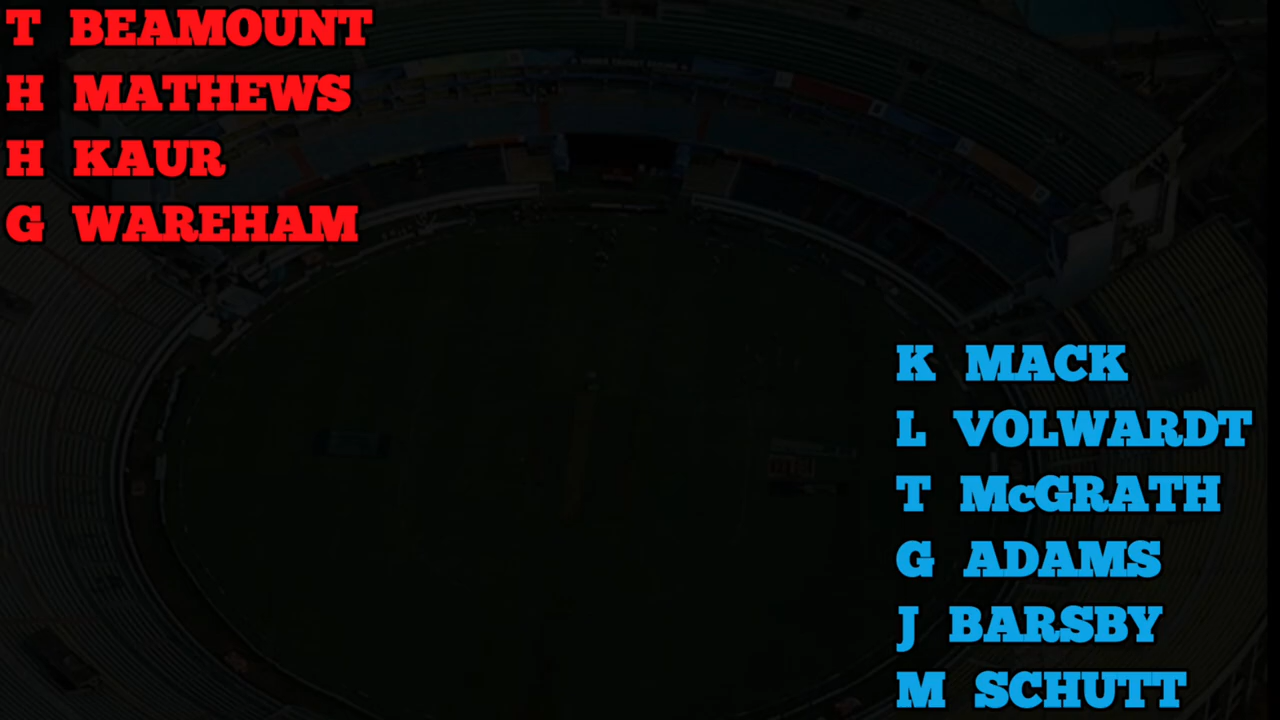 T BEAMOUNT
H MATHEWS
H KAUR
G WAREHAM
K MACK
L VOLWARDT
T McGRATH
G ADAMS
J BARSBY
M SCHUTT